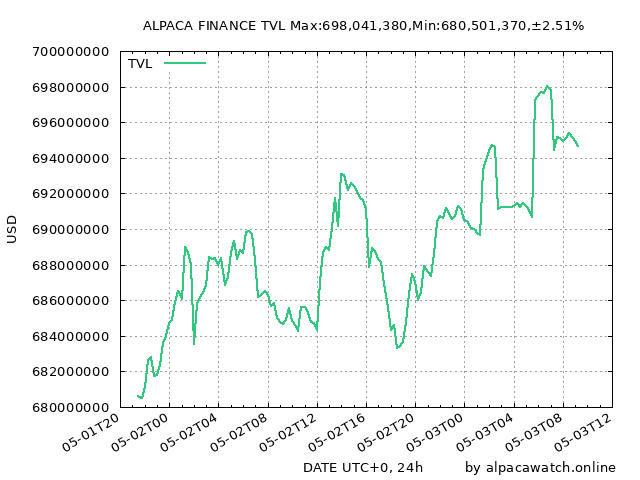 ALPACA FINANCE TVL Max:698,041,380,Min:680,501,370,±2.51%
700000000
TVL
698000000
696000000
694000000
692000000
690000000
USD
688000000
686000000
684000000
682000000
680000000
05-01T20
05-02T00
05-02T04
05-02T08
05-02T12
05-02T16
05-02T20
05-03T00
05-03T04
05-03T08
05-03T12
DATE UTC+0, 24h
by alpacawatch.online